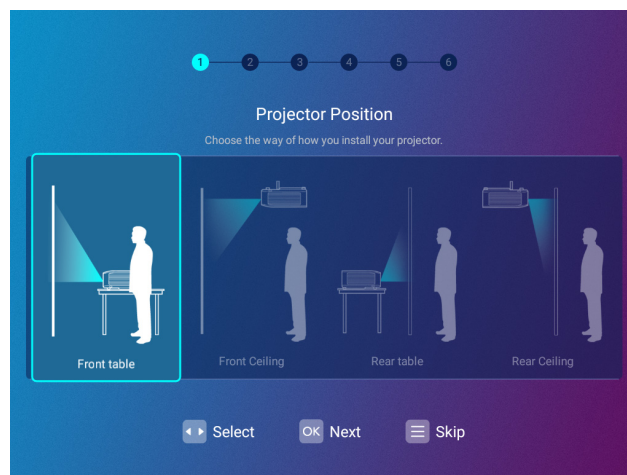 1 2 3 4 5 6
Projector Position
Choose the way of how you install your projector.
Front table Front Ceiling Rear table Rear Ceiling
Select OK Next Skip